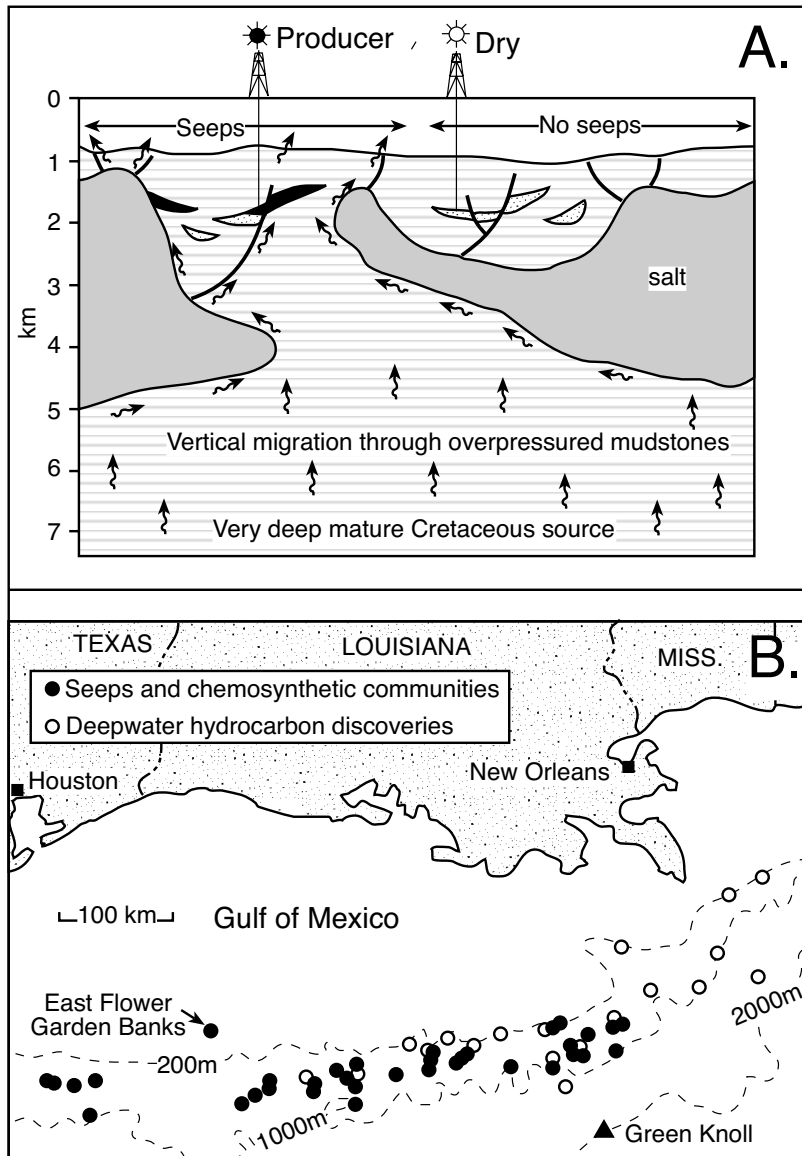 A.
Producer
Dry
0
Seeps
No seeps
1
2
3
salt
km
4
5
Vertical migration through overpressured mudstones
6
Very deep mature Cretaceous source
7
B.
TEXAS
LOUISIANA
MISS.
Seeps and chemosynthetic communities
Deepwater hydrocarbon discoveries
Houston
New Orleans
100 km
Gulf of Mexico
East Flower
Garden Banks
200m
1000m
2000m
Green Knoll